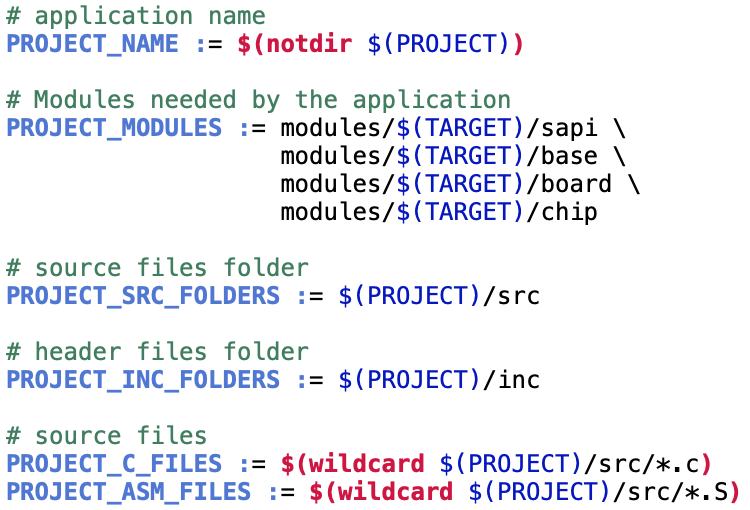 # application name
PROJECT_NAME := $(notdir $(PROJECT))
# Modules needed by the application
PROJECT_MODULES := modules/$(TARGET)/sapi \
modules/$(TARGET)/base \
modules/$(TARGET)/board \
modules/$(TARGET)/chip
# source files folder
PROJECT_SRC_FOLDERS := $(PROJECT)/src
# header files folder
PROJECT_INC_FOLDERS := $(PROJECT)/inc
# source files
PROJECT_C_FILES := $(wildcard $(PROJECT)/src/*.c)
PROJECT_ASM_FILES := $(wildcard $(PROJECT)/src/*.S)